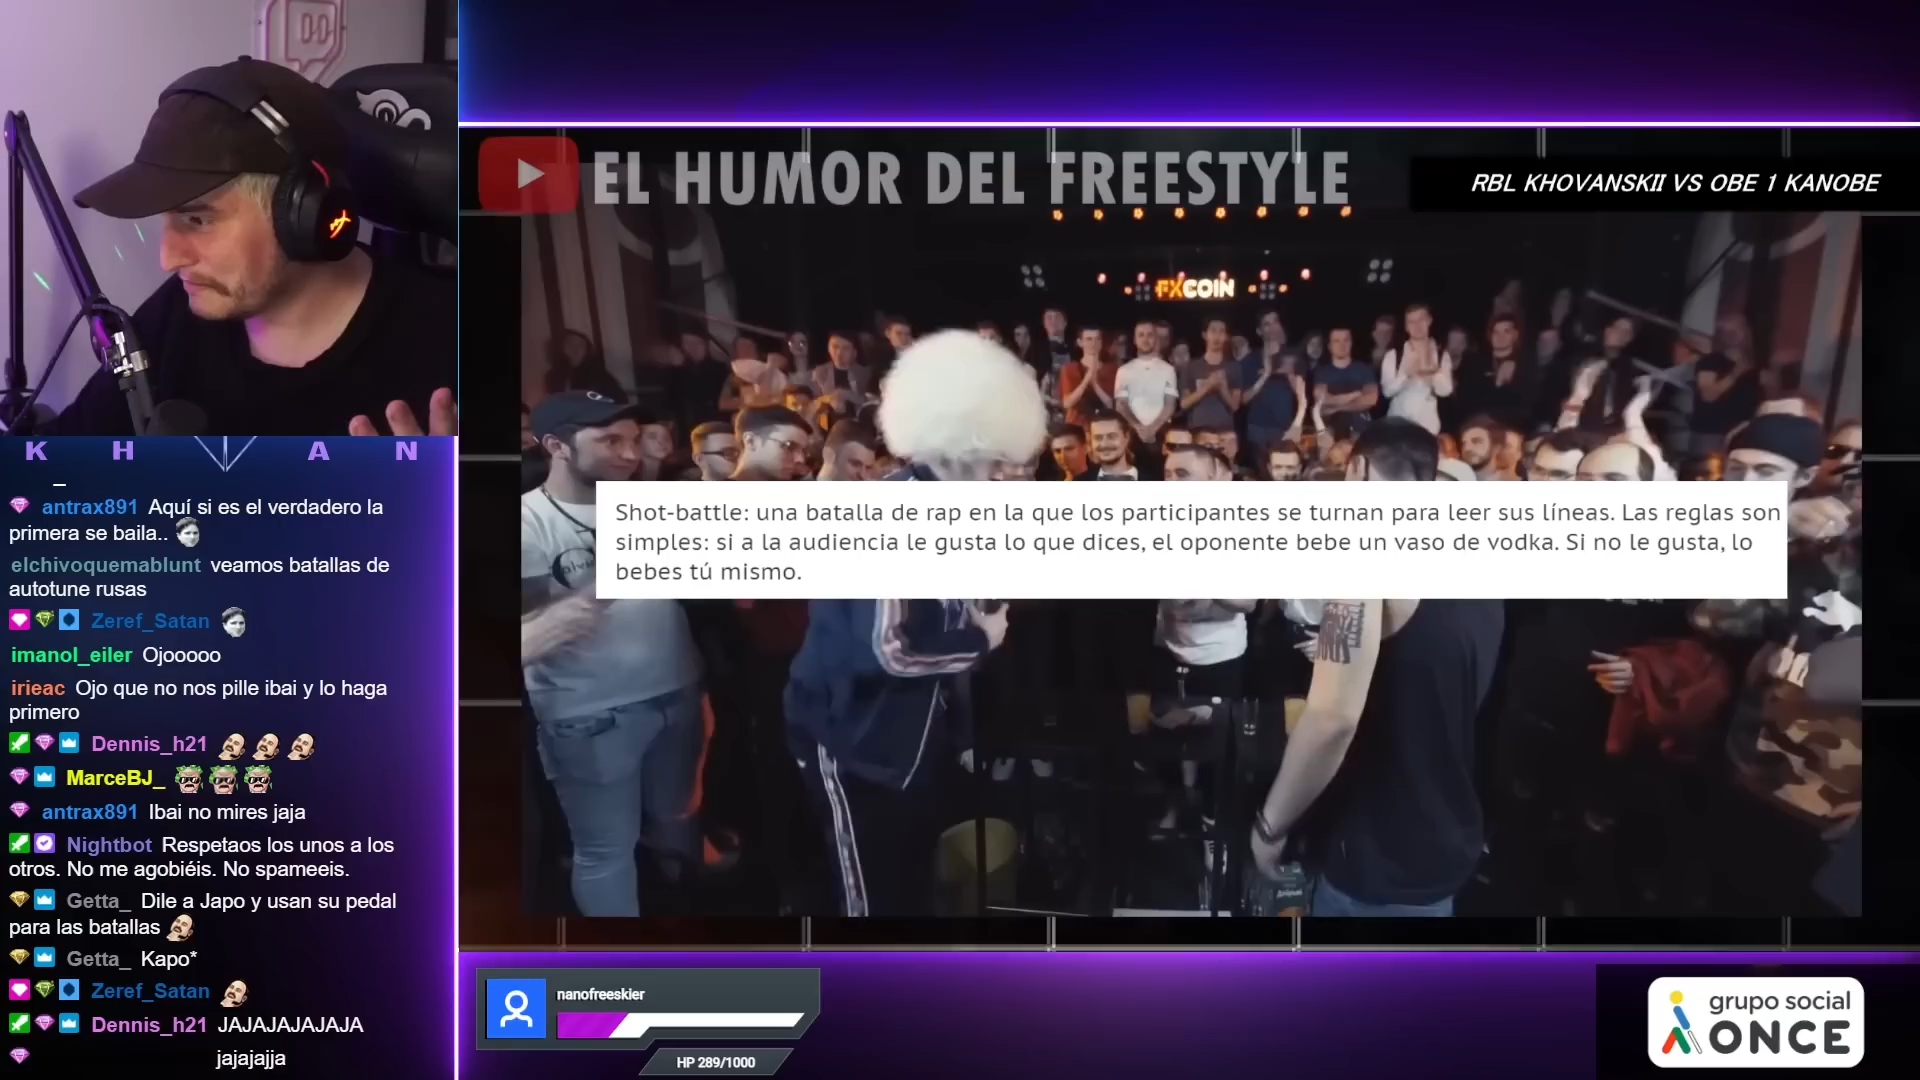 K H A N
antrax891 Aquí si es el verdadero la
primera se baila..
elchivoquemablunt veamos batallas de
autotune rusas
Zeref_Satan
imanol_eiler Ojooooo
irieac Ojo que no nos pille ibai y lo haga
primero
Dennis_h21
MarceBJ_
antrax891 Ibai no mires jaja
Nightbot Respetaos los unos a los
otros. No me agobiéis. No spameeis.
Getta_ Dile a Japo y usan su pedal
para las batallas
Getta_ Kapo*
Zeref_Satan
Dennis_h21 JAJAJAJAJAJA
jajajajja
EL HUMOR DEL FREESTYLE
RBL KHOVANSKII VS OBE 1 KANOBE
FXCOIN
Shot-battle: una batalla de rap en la que los participantes se turnan para leer sus líneas. Las reglas son
simples: si a la audiencia le gusta lo que dices, el oponente bebe un vaso de vodka. Si no le gusta, lo
bebes tú mismo.
nanofreeskier
HP 289/1000
grupo social
ONCE